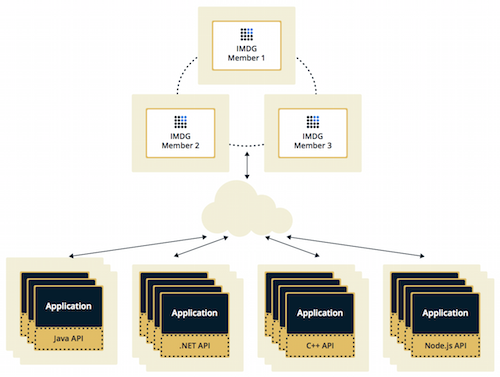 IMDG
Member 1
IMDG
Member 2
IMDG
Member 3
Application
Java API
Application
.NET API
Application
C++ API
Application
Node.js API